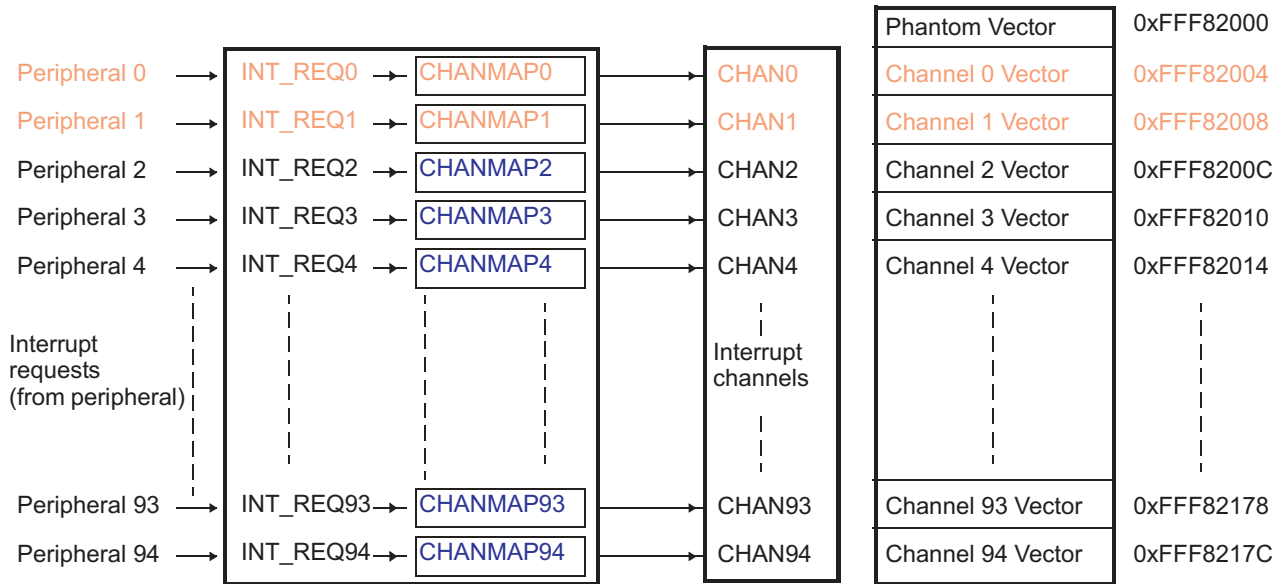 Phantom Vector 0xFFF82000
Peripheral 0 INT_REQ0 CHANMAP0 CHAN0 Channel 0 Vector 0xFFF82004
Peripheral 1 INT_REQ1 CHANMAP1 CHAN1 Channel 1 Vector 0xFFF82008
Peripheral 2 INT_REQ2 CHANMAP2 CHAN2 Channel 2 Vector 0xFFF8200C
Peripheral 3 INT_REQ3 CHANMAP3 CHAN3 Channel 3 Vector 0xFFF82010
Peripheral 4 INT_REQ4 CHANMAP4 CHAN4 Channel 4 Vector 0xFFF82014
Interrupt
requests
(from peripheral)
Interrupt
channels
Peripheral 93 INT_REQ93 CHANMAP93 CHAN93 Channel 93 Vector 0xFFF82178
Peripheral 94 INT_REQ94 CHANMAP94 CHAN94 Channel 94 Vector 0xFFF8217C